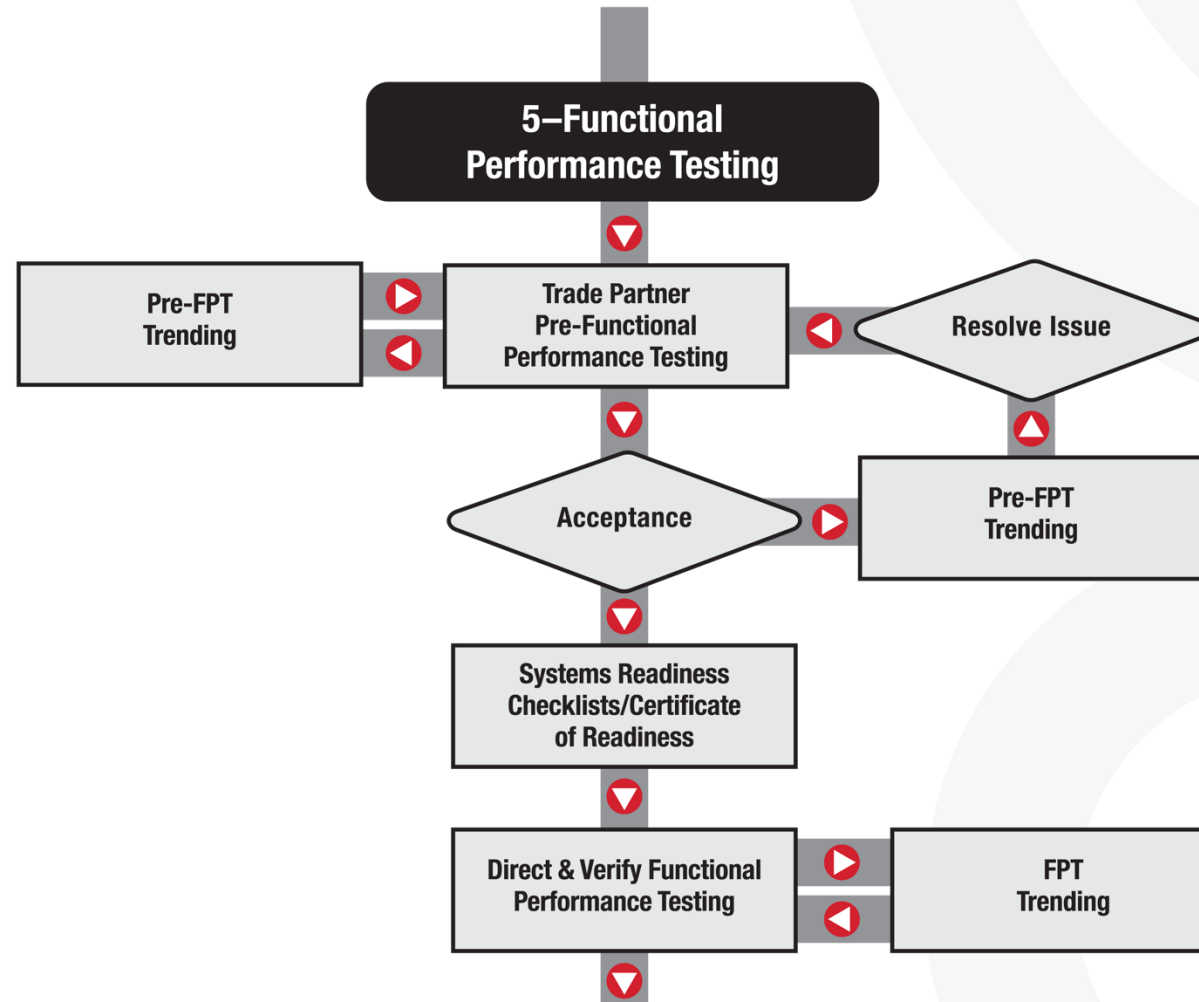 5–Functional
Performance Testing
Pre-FPT
Trending
Trade Partner
Pre-Functional
Performance Testing
Resolve Issue
Acceptance
Pre-FPT
Trending
Systems Readiness
Checklists/Certificate
of Readiness
Direct & Verify Functional
Performance Testing
FPT
Trending